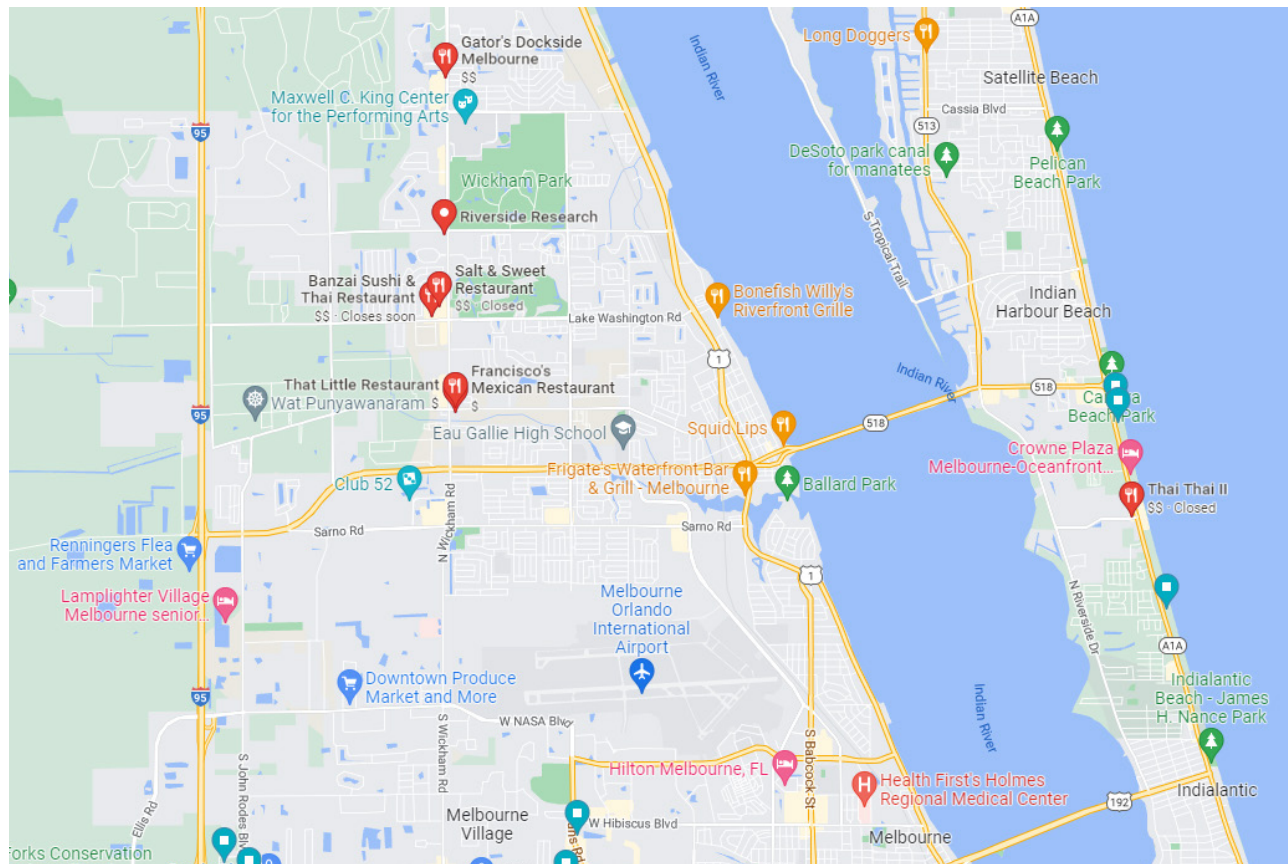 Gator's Dockside
Melbourne
$$
Maxwell C. King Center
for the Performing Arts
95
Wickham Park
Riverside Research
Banzai Sushi &
Thai Restaurant
$$ · Closes soon
Salt & Sweet
Restaurant
$$ · Closed
Lake Washington Rd
That Little Restaurant
$
Francisco's
Mexican Restaurant
$
Wat Punyawanaram
Eau Gallie High School
Club 52
N Wickham Rd
Sarno Rd
Sarno Rd
Renningers Flea
and Farmers Market
Lamplighter Village
Melbourne senior...
95
95
Downtown Produce
Market and More
S Wickham Rd
S John Rodes Blv
Ellis Rd
Forks Conservation
Melbourne
Village
W NASA Blvd
W Hibiscus Blvd
ans Rd
Melbourne
Orlando
International
Airport
Hilton Melbourne, FL
S Babcock St
Health First's Holmes
Regional Medical Center
Melbourne
192
Indian River
Indian River
Indian River
Indian River
1
1
Bonefish Willy's
Riverfront Grille
Squid Lips
Frigate's Waterfront Bar
& Grill - Melbourne
Ballard Park
518
518
Long Doggers
A1A
Satellite Beach
Cassia Blvd
513
DeSoto park canal
for manatees
Pelican
Beach Park
S Tropical Trail
Indian
Harbour Beach
Beach Park
Crowne Plaza
Melbourne-Oceanfront...
Thai Thai II
$$ · Closed
N Riverside Dr
A1A
Indialantic
Beach - James
H. Nance Park
Indialantic